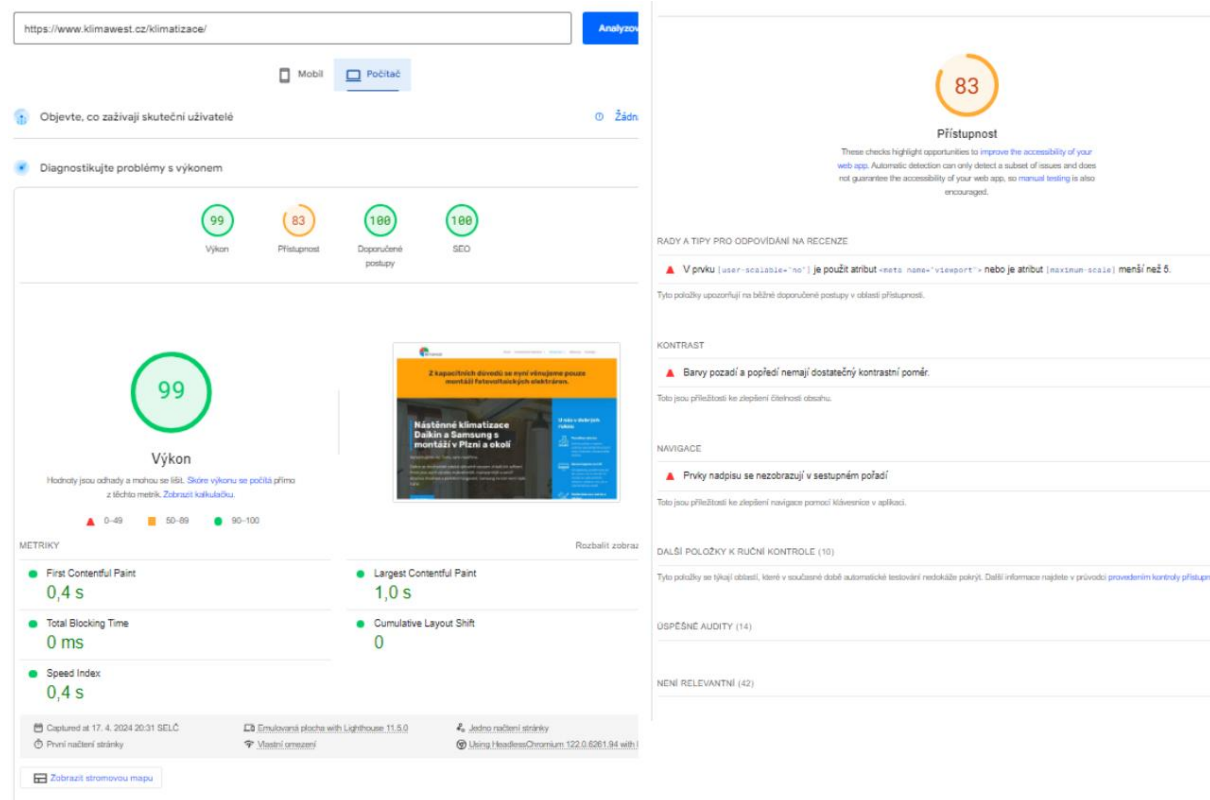 https://www.klimawest.cz/klimatizace/
Analyzov
Mobil
Počítač
Objevte, co zažívají skuteční uživatelé
Žádn
Diagnostikujte problémy s výkonem
99
83
100
100
Výkon
Přístupnost
Doporučené
postupy
SEO
99
Výkon
Hodnoty jsou odhady a mohou se lišit. Skóre výkonu se počítá přímo
z těchto metrik. Zobrazit kalkulačku.
0–49
50–89
90–100
Z kapacitních důvodů se nyní věnujeme pouze
montáži fotovoltaických elektráren.
Nástěnné klimatizace
Daikin a Samsung s
montáží v Plzni a okolí
U nás v dobrých
rukou
METRIKY
Rozbalit zobraz
First Contentful Paint
0,4 s
Largest Contentful Paint
1,0 s
Total Blocking Time
0 ms
Cumulative Layout Shift
0
Speed Index
0,4 s
Captured at 17. 4. 2024 20:31 SELČ
Emulovaná plocha with Lighthouse 11.5.0
Jedno načtení stránky
První načtení stránky
Vlastní omezení
Using HeadlessChromium 122.0.6261.94 with
Zobrazit stromovou mapu
83
Přístupnost
These checks highlight opportunities to improve the accessibility of your
web app. Automatic detection can only detect a subset of issues and does
not guarantee the accessibility of your web app, so manual testing is also
encouraged.
RADY A TIPY PRO ODPOVÍDÁNÍ NA RECENZE
V prvku [user-scalable="no"] je použit atribut <meta name="viewport"> nebo je atribut [maximum-scale] menší než 5.
Tyto položky upozorňují na běžné doporučené postupy v oblasti přístupnosti.
KONTRAST
Barvy pozadí a popředí nemají dostatečný kontrastní poměr.
Toto jsou příležitosti ke zlepšení čitelnosti obsahu.
NAVIGACE
Prvky nadpisu se nezobrazují v sestupném pořadí
Toto jsou příležitosti ke zlepšení navigace pomocí klávesnice v aplikaci.
DALŠÍ POLOŽKY K RUČNÍ KONTROLE (10)
Tyto položky se týkají oblastí, které v současné době automatické testování nedokáže pokrýt. Další informace najdete v průvodci provedením kontroly přístupn
ÚSPĚŠNÉ AUDITY (14)
NENÍ RELEVANTNÍ (42)